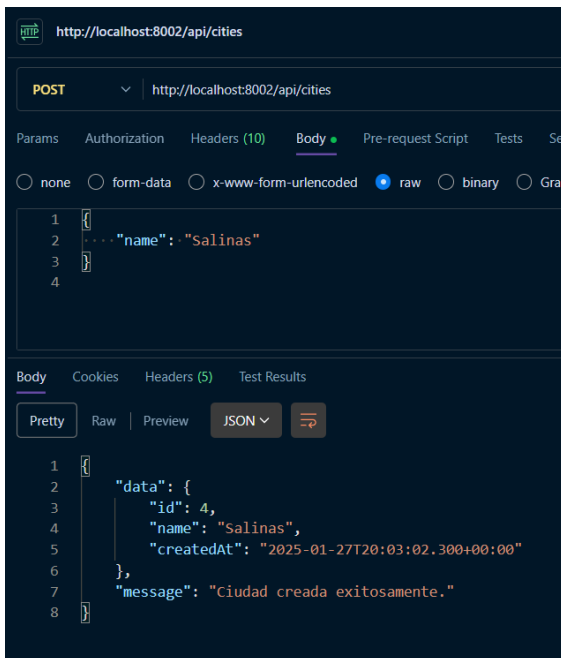 HTTP http://localhost:8002/api/cities
POST http://localhost:8002/api/cities
Params Authorization Headers (10) Body Pre-request Script Tests Se
none form-data x-www-form-urlencoded raw binary Gra
1 {
2 ····"name":·"Salinas"
3 }
4
Body Cookies Headers (5) Test Results
Pretty Raw Preview JSON
1 {
2 "data": {
3 "id": 4,
4 "name": "Salinas",
5 "createdAt": "2025-01-27T20:03:02.300+00:00"
6 },
7 "message": "Ciudad creada exitosamente."
8 }